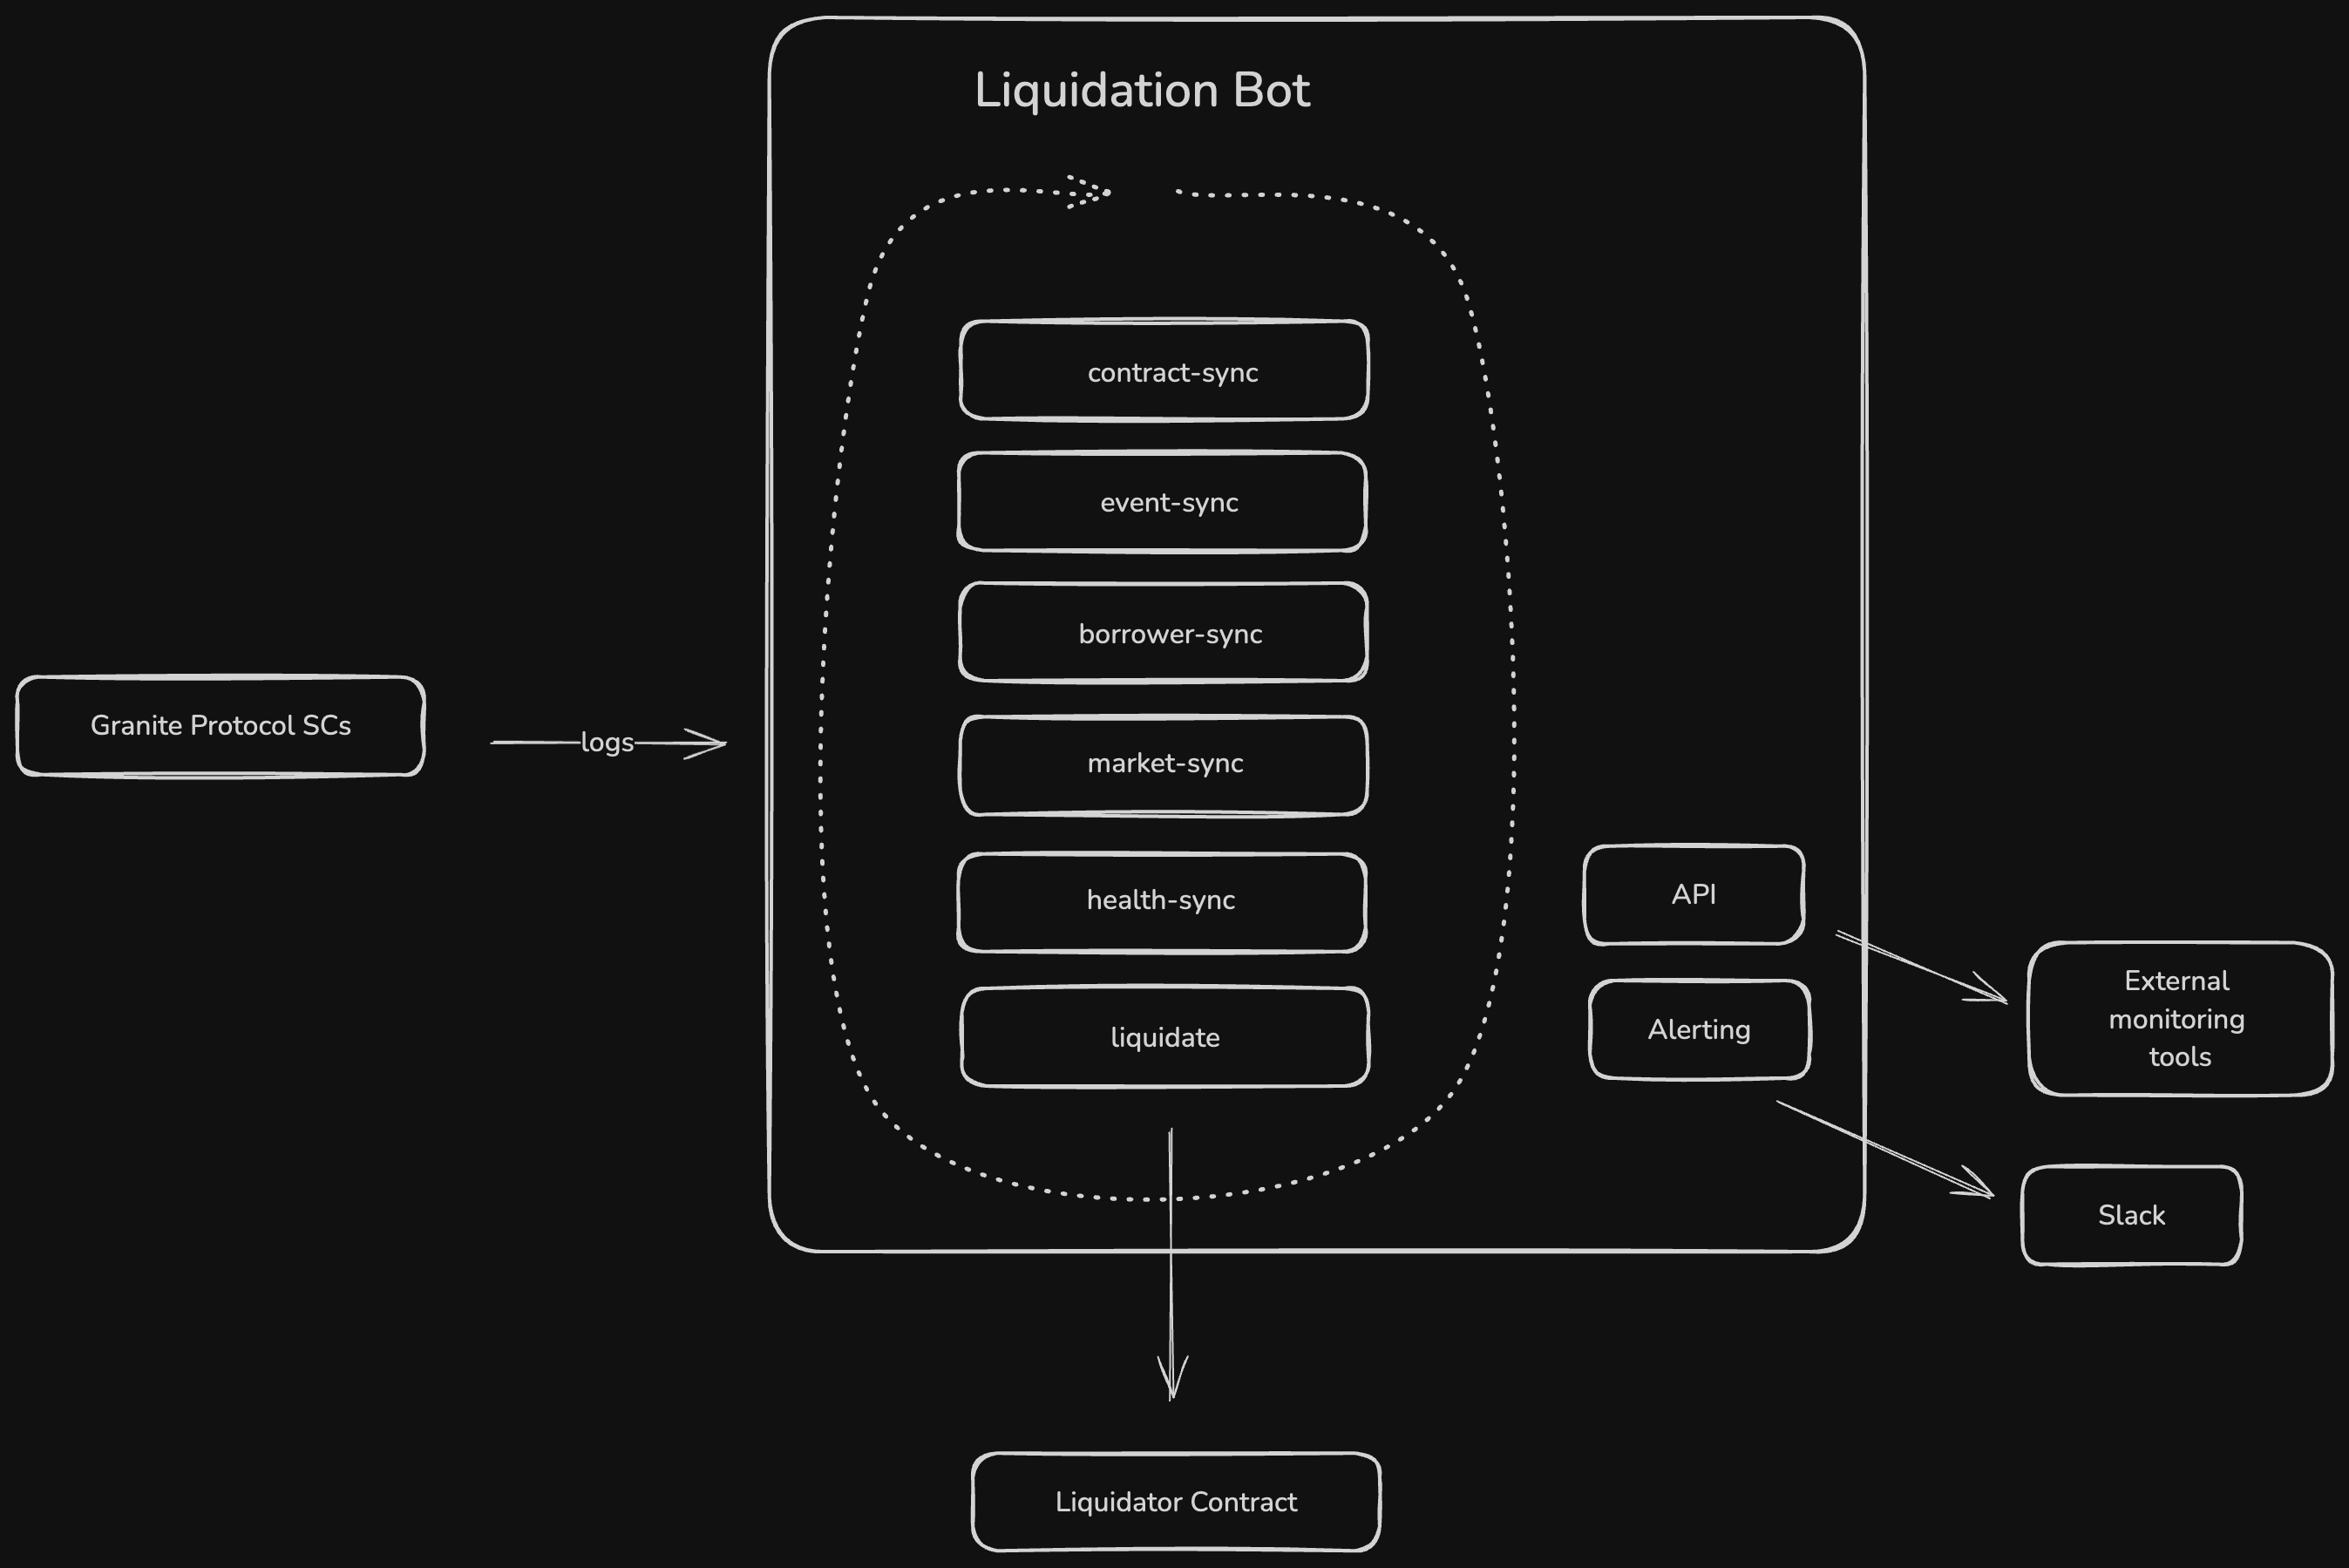 Liquidation Bot
contract-sync
event-sync
borrower-sync
market-sync
health-sync
liquidate
Granite Protocol SCs
logs
API
Alerting
External
monitoring
tools
Slack
Liquidator Contract